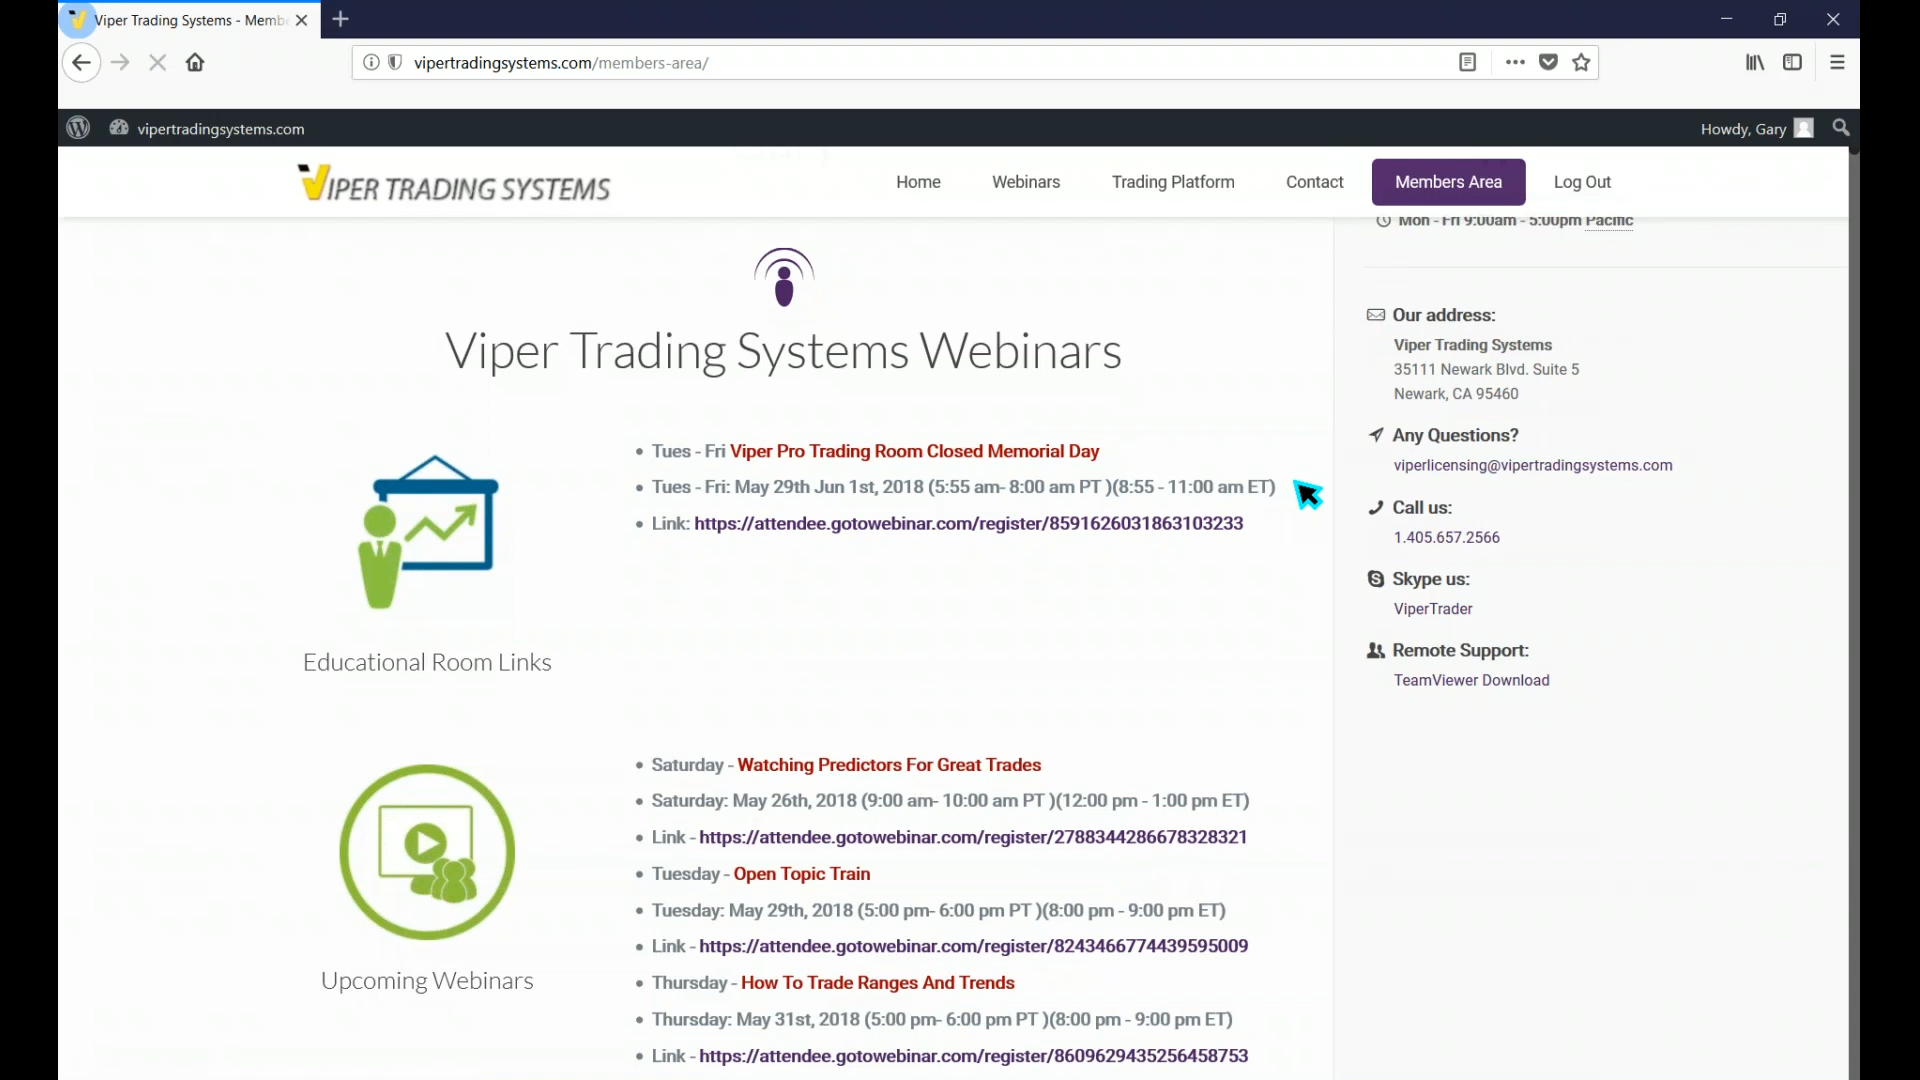 Viper Trading Systems - Memb
vipertradingsystems.com/members-area/
vipertradingsystems.com
Howdy, Gary
VIPER TRADING SYSTEMS
Home
Webinars
Trading Platform
Contact
Members Area
Log Out
Mon - Fri 9:00am - 5:00pm Pacific
Viper Trading Systems Webinars
Tues - Fri Viper Pro Trading Room Closed Memorial Day
Tues - Fri: May 29th Jun 1st, 2018 (5:55 am- 8:00 am PT )(8:55 - 11:00 am ET)
Link: https://attendee.gotowebinar.com/register/8591626031863103233
Educational Room Links
Saturday - Watching Predictors For Great Trades
Saturday: May 26th, 2018 (9:00 am- 10:00 am PT )(12:00 pm - 1:00 pm ET)
Link - https://attendee.gotowebinar.com/register/2788344286678328321
Tuesday - Open Topic Train
Tuesday: May 29th, 2018 (5:00 pm- 6:00 pm PT )(8:00 pm - 9:00 pm ET)
Link - https://attendee.gotowebinar.com/register/8243466774439595009
Thursday - How To Trade Ranges And Trends
Thursday: May 31st, 2018 (5:00 pm- 6:00 pm PT )(8:00 pm - 9:00 pm ET)
Link - https://attendee.gotowebinar.com/register/8609629435256458753
Upcoming Webinars
Our address:
Viper Trading Systems
35111 Newark Blvd. Suite 5
Newark, CA 95460
Any Questions?
viperlicensing@vipertradingsystems.com
Call us:
1.405.657.2566
Skype us:
ViperTrader
Remote Support:
TeamViewer Download